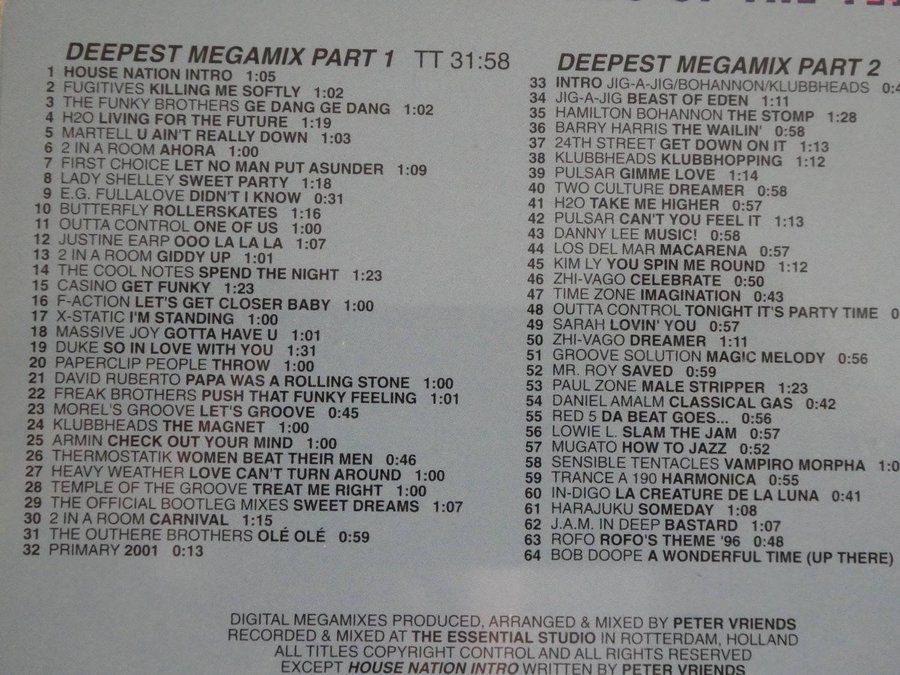 DEEPEST MEGAMIX PART 1 TT 31:58
1 HOUSE NATION INTRO 1:05
2 FUGITIVES KILLING ME SOFTLY 1:02
3 THE FUNKY BROTHERS GE DANG GE DANG 1:02
4 H2O LIVING FOR THE FUTURE 1:19
5 MARTELL U AIN'T REALLY DOWN 1:03
6 2 IN A ROOM AHORA 1:00
7 FIRST CHOICE LET NO MAN PUT ASUNDER 1:09
8 LADY SHELLEY SWEET PARTY 1:18
9 E.G. FULLALOVE DIDN'T I KNOW 0:31
10 BUTTERFLY ROLLERSKATES 1:16
11 OUTTA CONTROL ONE OF US 1:00
12 JUSTINE EARP OOO LA LA LA 1:07
13 2 IN A ROOM GIDDY UP 1:01
14 THE COOL NOTES SPEND THE NIGHT 1:23
15 CASINO GET FUNKY 1:23
16 F-ACTION LET'S GET CLOSER BABY 1:00
17 X-STATIC I'M STANDING 1:00
18 MASSIVE JOY GOTTA HAVE U 1:01
19 DUKE SO IN LOVE WITH YOU 1:31
20 PAPERCLIP PEOPLE THROW 1:00
21 DAVID RUBERTO PAPA WAS A ROLLING STONE 1:00
22 FREAK BROTHERS PUSH THAT FUNKY FEELING 1:01
23 MOREL'S GROOVE LET'S GROOVE 0:45
24 KLUBBHEADS THE MAGNET 1:00
25 ARMIN CHECK OUT YOUR MIND 1:00
26 THERMOSTATIK WOMEN BEAT THEIR MEN 0:46
27 HEAVY WEATHER LOVE CAN'T TURN AROUND 1:00
28 TEMPLE OF THE GROOVE TREAT ME RIGHT 1:00
29 THE OFFICIAL BOOTLEG MIXES SWEET DREAMS 1:07
30 2 IN A ROOM CARNIVAL 1:15
31 THE OUTHERE BROTHERS OLÉ OLÉ 0:59
32 PRIMARY 2001 0:13
DEEPEST MEGAMIX PART 2
33 INTRO JIG-A-JIG/BOHANNON/KLUBBHEADS
34 JIG-A-JIG BEAST OF EDEN 1:11
35 HAMILTON BOHANNON THE STOMP 1:28
36 BARRY HARRIS THE WAILIN' 0:58
37 24TH STREET GET DOWN ON IT 1:13
38 KLUBBHEADS KLUBBHOPPING 1:12
39 PULSAR GIMME LOVE 1:14
40 TWO CULTURE DREAMER 0:58
41 H2O TAKE ME HIGHER 0:57
42 PULSAR CAN'T YOU FEEL IT 1:13
43 DANNY LEE MUSIC! 0:58
44 LOS DEL MAR MACARENA 0:57
45 KIM LY YOU SPIN ME ROUND 1:12
46 ZHI-VAGO CELEBRATE 0:50
47 TIME ZONE IMAGINATION 0:43
48 OUTTA CONTROL TONIGHT IT'S PARTY TIME
49 SARAH LOVIN' YOU 0:57
50 ZHI-VAGO DREAMER 1:11
51 GROOVE SOLUTION MAG!C MELODY 0:56
52 MR. ROY SAVED 0:59
53 PAUL ZONE MALE STRIPPER 1:23
54 DANIEL AMALM CLASSICAL GAS 0:42
55 RED 5 DA BEAT GOES... 0:56
56 LOWIE L. SLAM THE JAM 0:57
57 MUGATO HOW TO JAZZ 0:52
58 SENSIBLE TENTACLES VAMPIRO MORPHA
59 TRANCE A 190 HARMONICA 0:55
60 IN-DIGO LA CREATURE DE LA LUNA 0:41
61 HARAJUKU SOMEDAY 1:08
62 J.A.M. IN DEEP BASTARD 1:07
63 ROFO ROFO'S THEME '96 0:48
64 BOB DOOPE A WONDERFUL TIME (UP THERE)
DIGITAL MEGAMIXES PRODUCED, ARRANGED & MIXED BY PETER VRIENDS
RECORDED & MIXED AT THE ESSENTIAL STUDIO IN ROTTERDAM, HOLLAND
ALL TITLES COPYRIGHT CONTROL AND ALL RIGHTS RESERVED
EXCEPT HOUSE NATION INTRO WRITTEN BY PETER VRIENDS